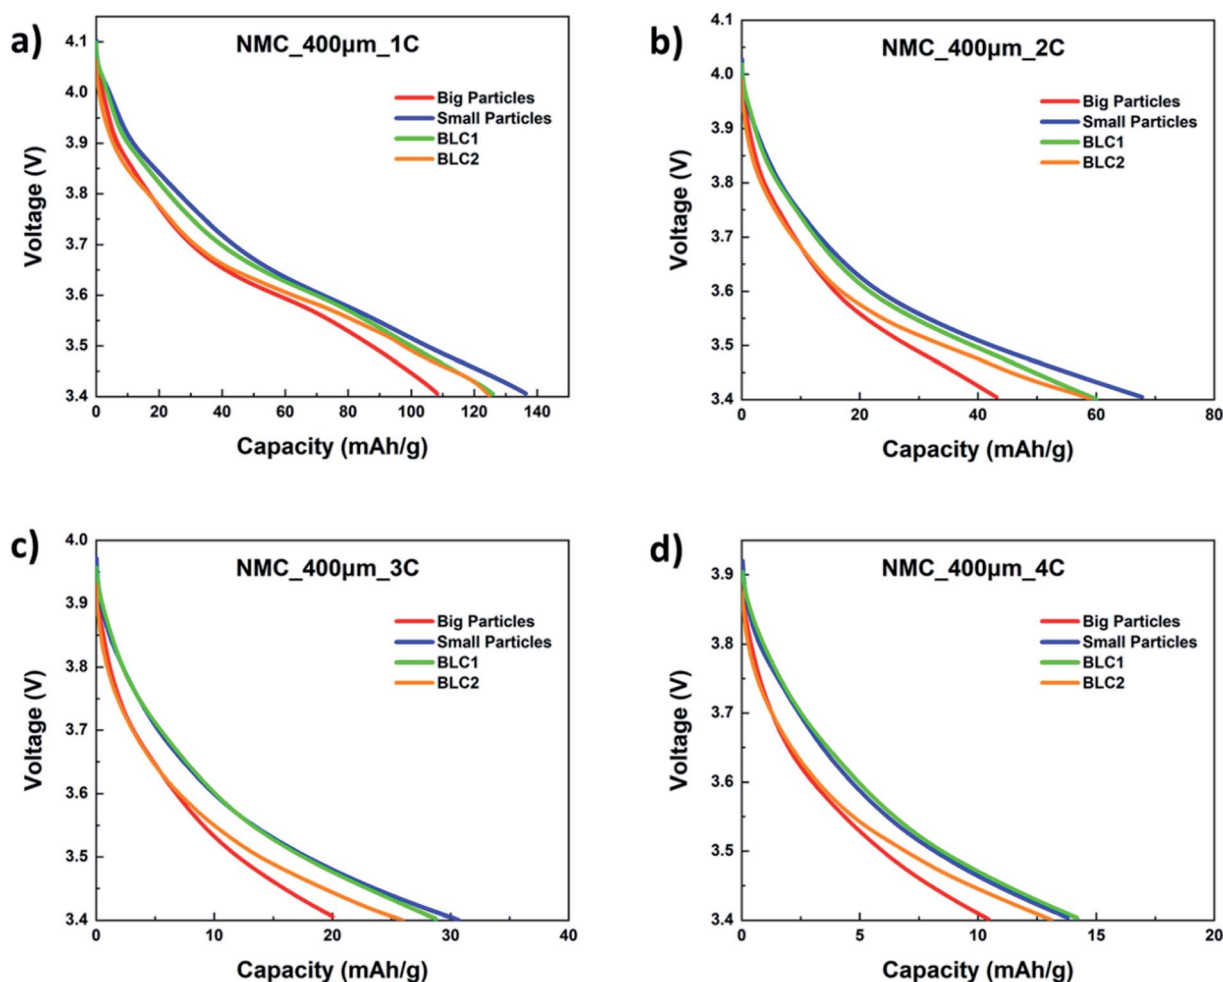 a)
NMC_400μm_1C
Big Particles
Small Particles
BLC1
BLC2
4.1
4.0
3.9
3.8
3.7
3.6
3.5
3.4
Voltage (V)
0 20 40 60 80 100 120 140
Capacity (mAh/g)
b)
NMC_400μm_2C
Big Particles
Small Particles
BLC1
BLC2
4.1
4.0
3.9
3.8
3.7
3.6
3.5
3.4
Voltage (V)
0 20 40 60 80
Capacity (mAh/g)
c)
NMC_400μm_3C
Big Particles
Small Particles
BLC1
BLC2
4.0
3.9
3.8
3.7
3.6
3.5
3.4
Voltage (V)
0 10 20 30 40
Capacity (mAh/g)
d)
NMC_400μm_4C
Big Particles
Small Particles
BLC1
BLC2
3.9
3.8
3.7
3.6
3.5
3.4
Voltage (V)
0 5 10 15 20
Capacity (mAh/g)